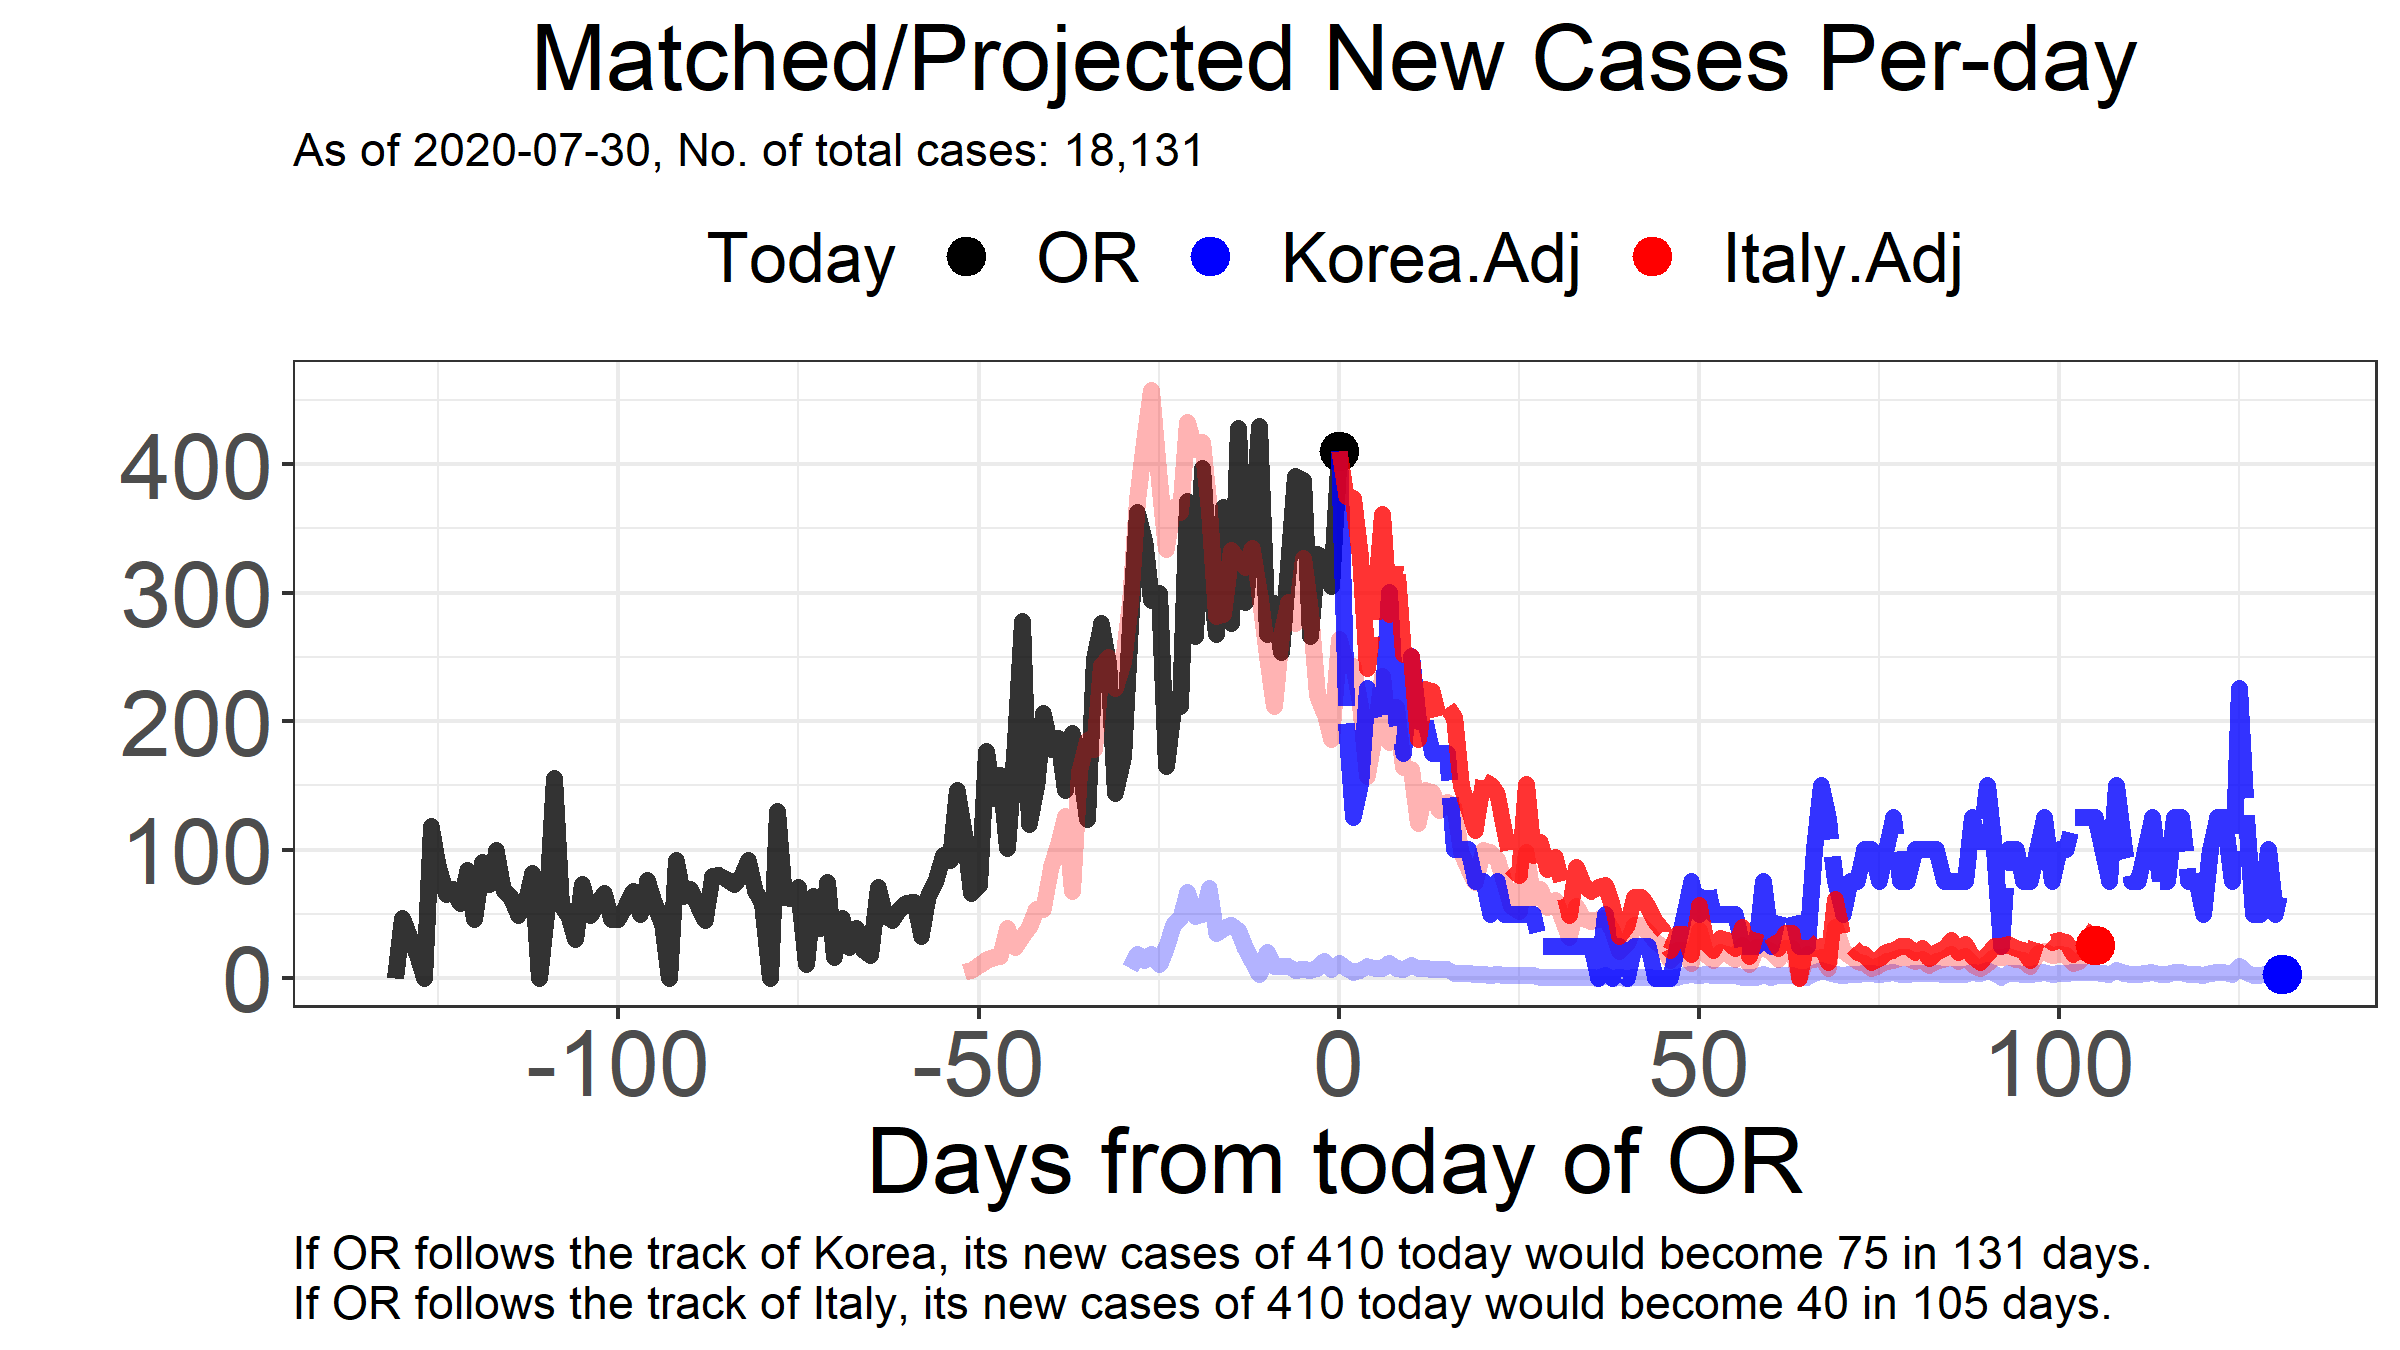 Matched/Projected New Cases Per-day
As of 2020-07-30, No. of total cases: 18,131
Today OR Korea.Adj Italy.Adj
400
300
200
100
0
-100 -50 0 50 100
Days from today of OR
If OR follows the track of Korea, its new cases of 410 today would become 75 in 131 days.
If OR follows the track of Italy, its new cases of 410 today would become 40 in 105 days.